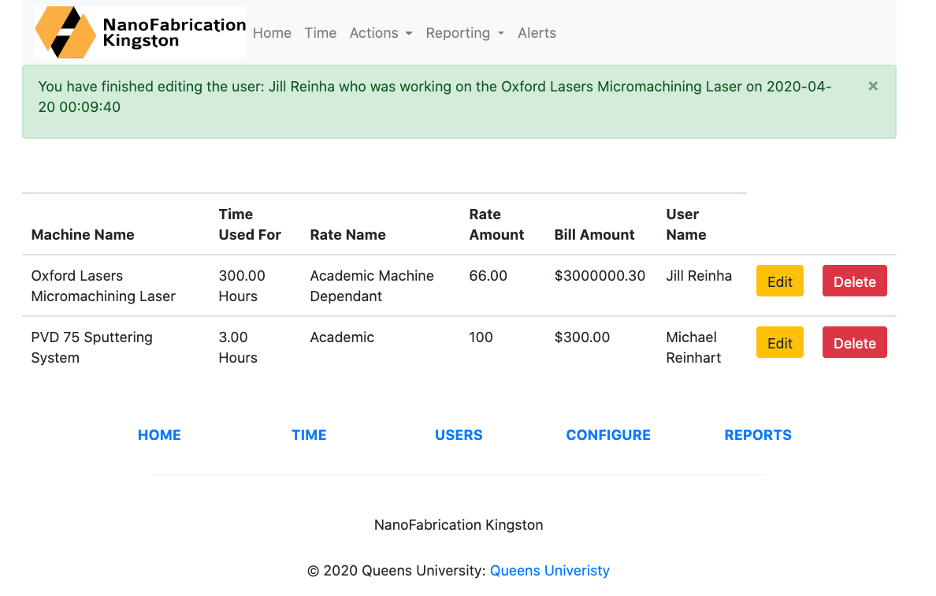 NanoFabrication
Kingston
Home Time Actions Reporting Alerts
You have finished editing the user: Jill Reinha who was working on the Oxford Lasers Micromachining Laser on 2020-04-
20 00:09:40
×
Machine Name
Time
Used For
Rate Name
Rate
Amount
Bill Amount
User
Name
Oxford Lasers
Micromachining Laser
300.00
Hours
Academic Machine
Dependant
66.00
$3000000.30
Jill Reinha
Edit
Delete
PVD 75 Sputtering
System
3.00
Hours
Academic
100
$300.00
Michael
Reinhart
Edit
Delete
HOME TIME USERS CONFIGURE REPORTS
NanoFabrication Kingston
© 2020 Queens University: Queens Univeristy